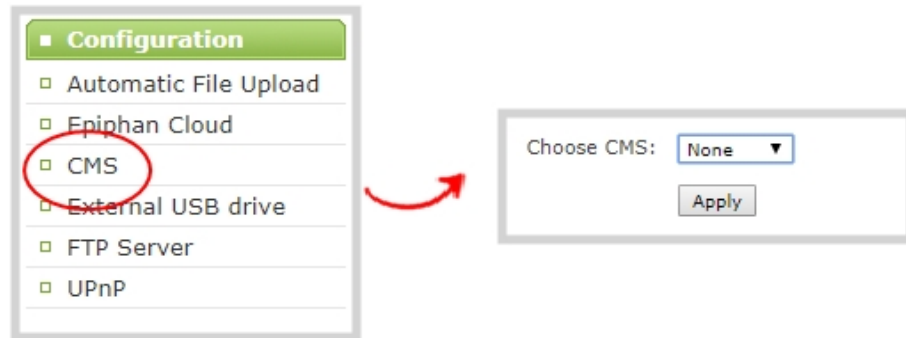 Configuration
Automatic File Upload
Epiphan Cloud
CMS
External USB drive
FTP Server
UPnP
Choose CMS: None
Apply